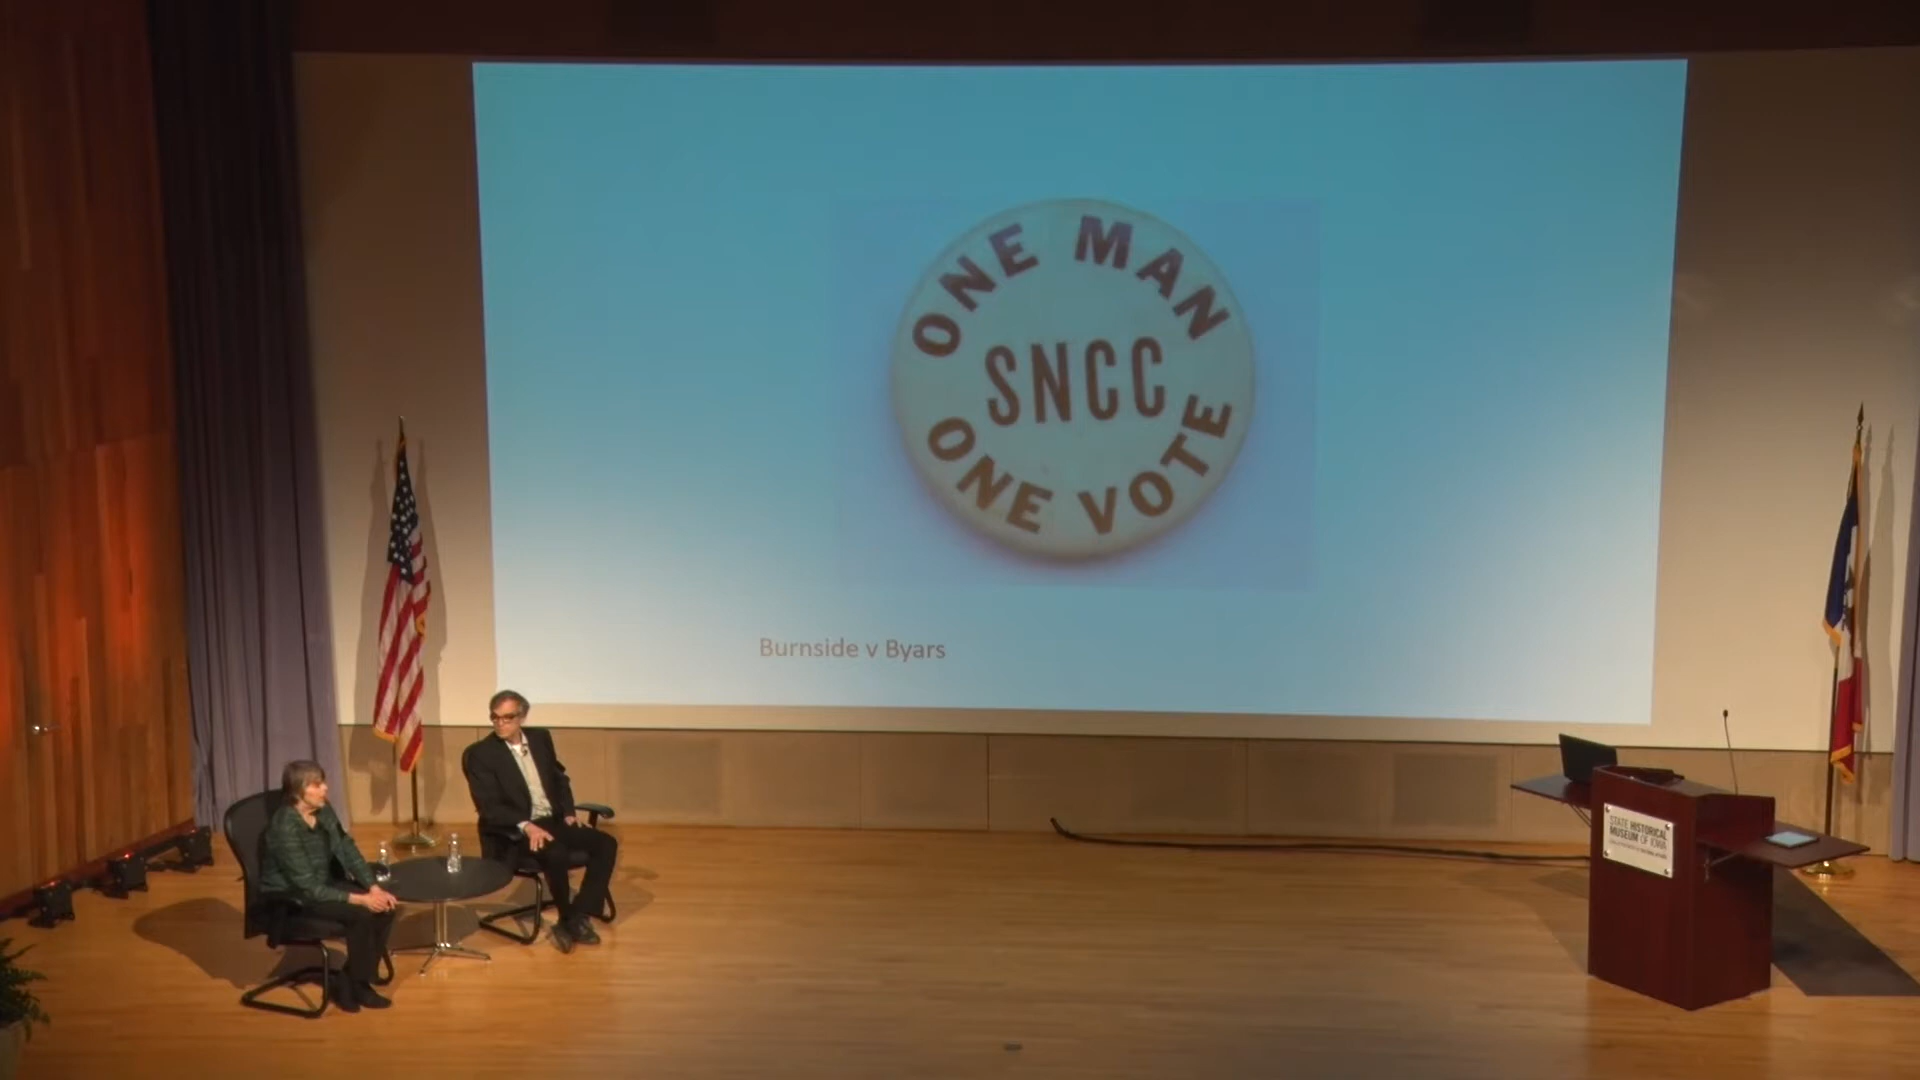 ONE MAN
SNCC
ONE VOTE
Burnside v Byars
STATE HISTORICAL
MUSEUM OF IOWA